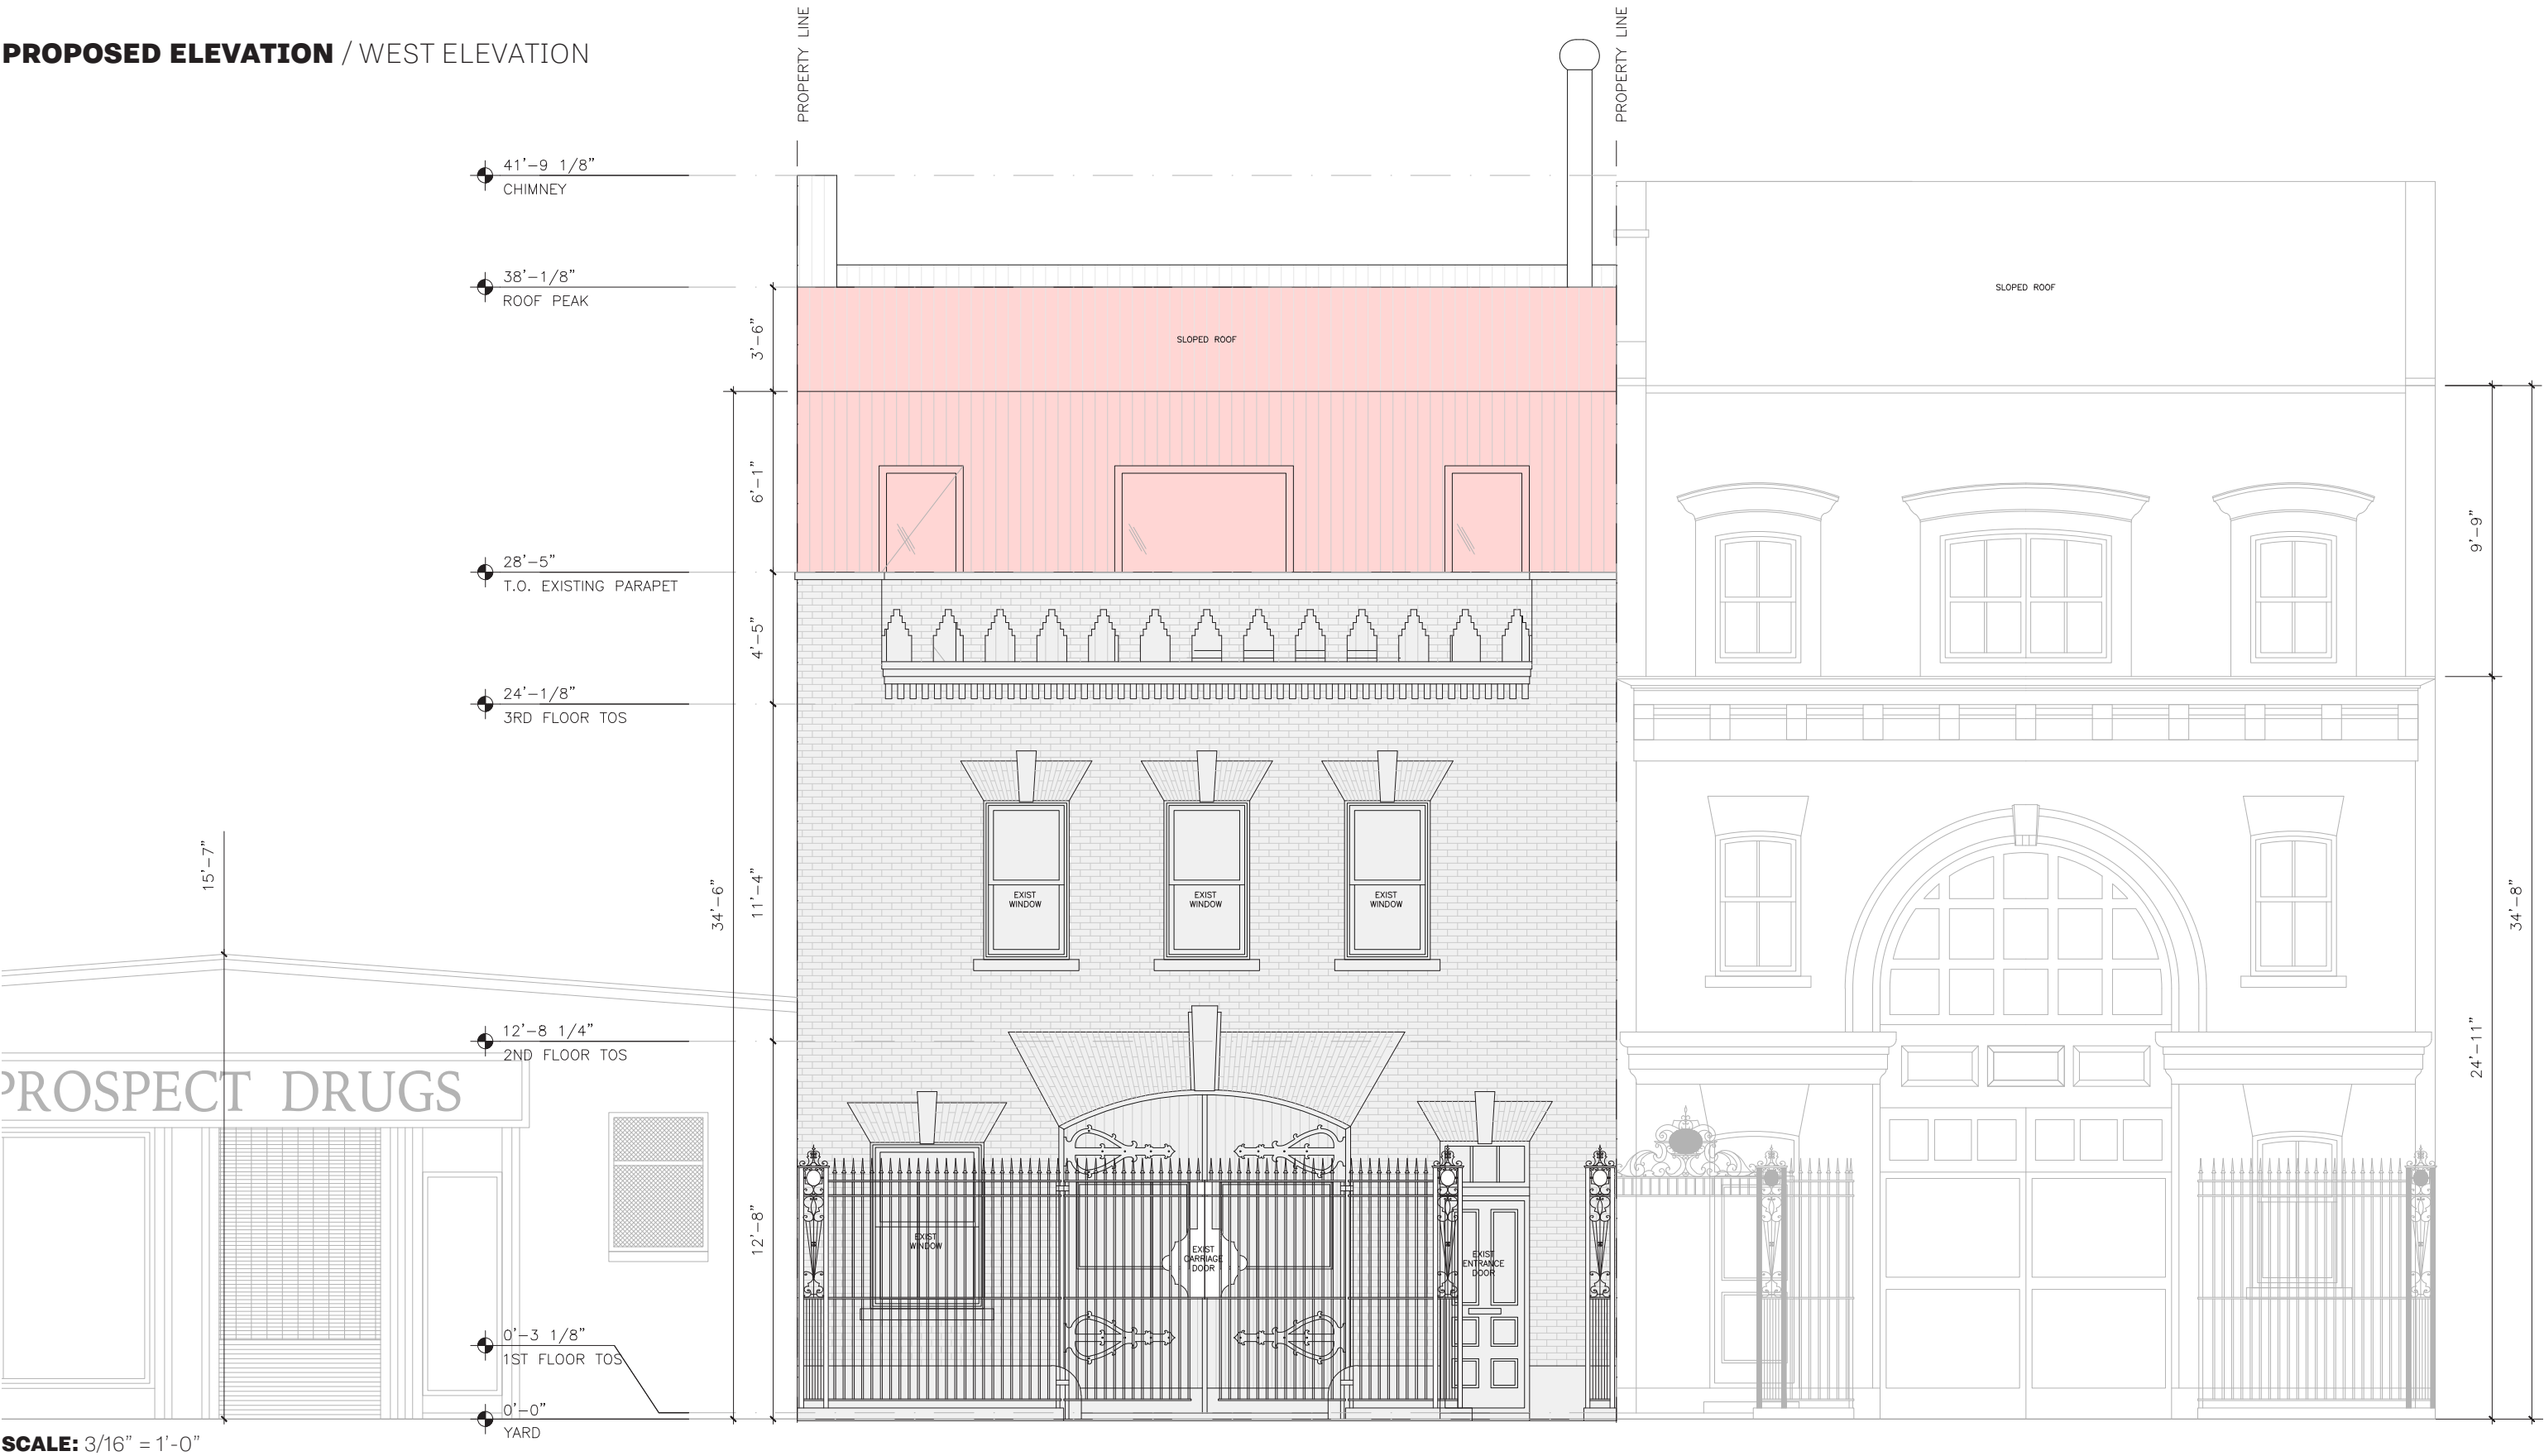 PROPERTY LINE
PROPERTY LINE
PROPOSED ELEVATION / WEST ELEVATION
41'-9 1/8"
CHIMNEY
38'-1/8"
ROOF PEAK
SLOPED ROOF
3'-6"
SLOPED ROOF
6'-1"
9'-9"
28'-5"
T.O. EXISTING PARAPET
4'-5"
24'-1/8"
3RD FLOOR TOS
15'-7"
34'-6"
11'-4"
EXIST
WINDOW
EXIST
WINDOW
EXIST
WINDOW
34'-8"
24'-11"
12'-8 1/4"
2ND FLOOR TOS
PROSPECT DRUGS
12'-8"
EXIST
WINDOW
EXIST
CARRIAGE
DOOR
EXIST
ENTRANCE
DOOR
0'-3 1/8"
1ST FLOOR TOS
0'-0"
YARD
SCALE: 3/16" = 1'-0"